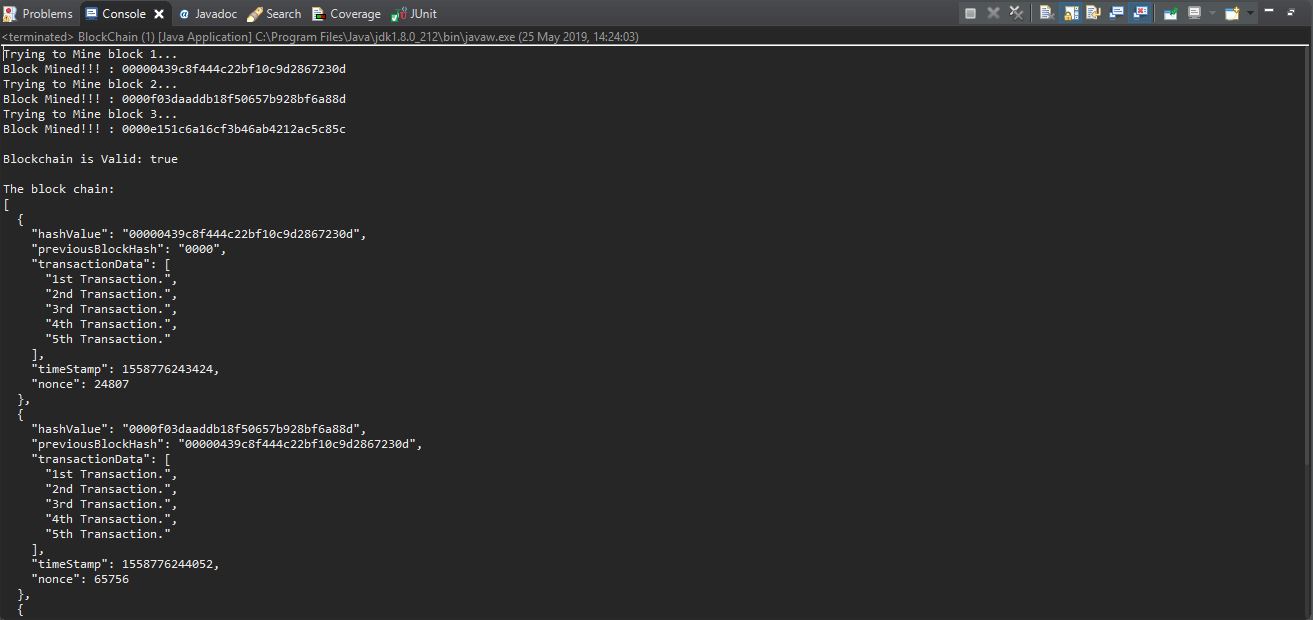 Problems Console Javadoc Search Coverage JUnit
<terminated> BlockChain (1) [Java Application] C:\Program Files\Java\jdk1.8.0_212\bin\javaw.exe (25 May 2019, 14:24:03)
Trying to Mine block 1...
Block Mined!!! : 00000439c8f444c22bf10c9d2867230d
Trying to Mine block 2...
Block Mined!!! : 0000f03daaddb18f50657b928bf6a88d
Trying to Mine block 3...
Block Mined!!! : 0000e151c6a16cf3b46ab4212ac5c85c
Blockchain is Valid: true
The block chain:
[
  {
    "hashValue": "00000439c8f444c22bf10c9d2867230d",
    "previousBlockHash": "0000",
    "transactionData": [
      "1st Transaction.",
      "2nd Transaction.",
      "3rd Transaction.",
      "4th Transaction.",
      "5th Transaction."
    ],
    "timeStamp": 1558776243424,
    "nonce": 24807
  },
  {
    "hashValue": "0000f03daaddb18f50657b928bf6a88d",
    "previousBlockHash": "00000439c8f444c22bf10c9d2867230d",
    "transactionData": [
      "1st Transaction.",
      "2nd Transaction.",
      "3rd Transaction.",
      "4th Transaction.",
      "5th Transaction."
    ],
    "timeStamp": 1558776244052,
    "nonce": 65756
  },
  {